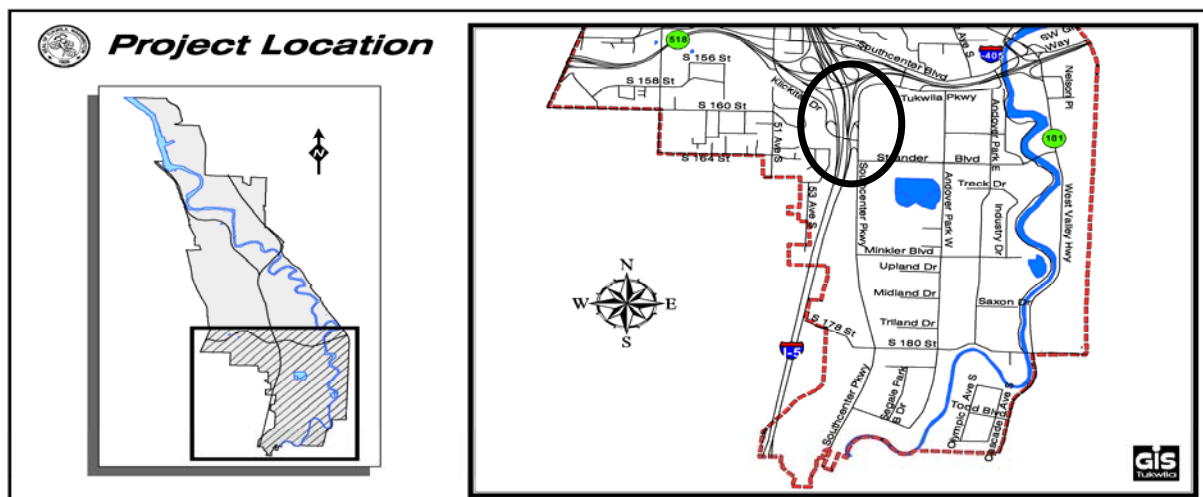 Project Location
N
518
S 156 St
S 158 St
S 160 St
S 164 St
Klickitat Dr
51 Ave S
53 Ave S
Southcenter Blvd
Ave S
I-405
SW Gr
Way
Tukwila Pkwy
Nelson Pl
181
Andover Park E
Strander Blvd
Southcenter Pkwy
Andover Park W
Treck Dr
Industry Dr
West Valley Hwy
Minkler Blvd
Upland Dr
Midland Dr
Saxon Dr
Triland Dr
S 178 St
S 180 St
N
W E
S
I-5
Southcenter Pkwy
Segale Park
B Dr
Olympic Ave S
Todd Blvd
Cascade Ave S
GIS
Tukwila